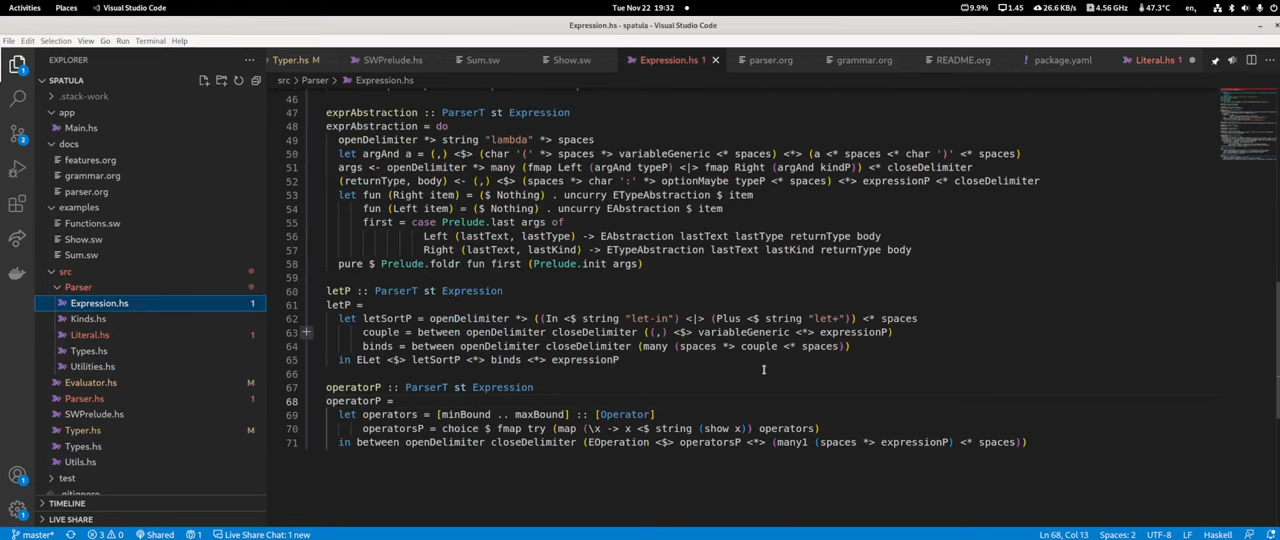 Activities Places Visual Studio Code Tue Nov 22 19:32 9.9% 1.45 26.6 KB/s 4.56 GHz 47.3°C en
Expression.hs - spatula - Visual Studio Code
File Edit Selection View Go Run Terminal Help
EXPLORER
SPATULA
.stack-work
app
Main.hs
docs
features.org
grammar.org
parser.org
examples
Functions.sw
Show.sw
Sum.sw
src
Parser
Expression.hs 1
Kinds.hs
Literal.hs 1
Types.hs
Utilities.hs
Evaluator.hs M
Parser.hs M
SWPrelude.hs
Typer.hs M
Types.hs
Utils.hs
test
.gitignore
TIMELINE
LIVE SHARE
Typer.hs M SWPrelude.hs Sum.sw Show.sw Expression.hs 1 parser.org grammar.org README.org package.yaml Literal.hs 1
src > Parser > Expression.hs
46
47 exprAbstraction :: ParserT st Expression
48 exprAbstraction = do
49 openDelimiter *> string "lambda" *> spaces
50 let argAnd a = (,) <$> (char '(' *> spaces *> variableGeneric <* spaces) <*> (a <* spaces <* char ')' <* spaces)
51 args <- openDelimiter *> many (fmap Left (argAnd typeP) <|> fmap Right (argAnd kindP)) <* closeDelimiter
52 (returnType, body) <- (,) <$> (spaces *> char ':' *> optionMaybe typeP <* spaces) <*> expressionP <* closeDelimiter
53 let fun (Right item) = ($ Nothing) . uncurry ETypeAbstraction $ item
54 fun (Left item) = ($ Nothing) . uncurry EAbstraction $ item
55 first = case Prelude.last args of
56 Left (lastText, lastType) -> EAbstraction lastText lastType returnType body
57 Right (lastText, lastKind) -> ETypeAbstraction lastText lastKind returnType body
58 pure $ Prelude.foldr fun first (Prelude.init args)
59
60 letP :: ParserT st Expression
61 letP =
62 let letSortP = openDelimiter *> ((In <$ string "let-in") <|> (Plus <$ string "let+")) <* spaces
63 couple = between openDelimiter closeDelimiter ((,) <$> variableGeneric <*> expressionP)
64 binds = between openDelimiter closeDelimiter (many (spaces *> couple <* spaces))
65 in ELet <$> letSortP <*> binds <*> expressionP
66
67 operatorP :: ParserT st Expression
68 operatorP =
69 let operators = [minBound .. maxBound] :: [Operator]
70 operatorsP = choice $ fmap try (map (\x -> x <$ string (show x)) operators)
71 in between openDelimiter closeDelimiter (EOperation <$> operatorsP <*> (many1 (spaces *> expressionP) <* spaces))
master* 3 0 Shared 1 Live Share Chat: 1 new Ln 68, Col 13 Spaces: 2 UTF-8 LF Haskell